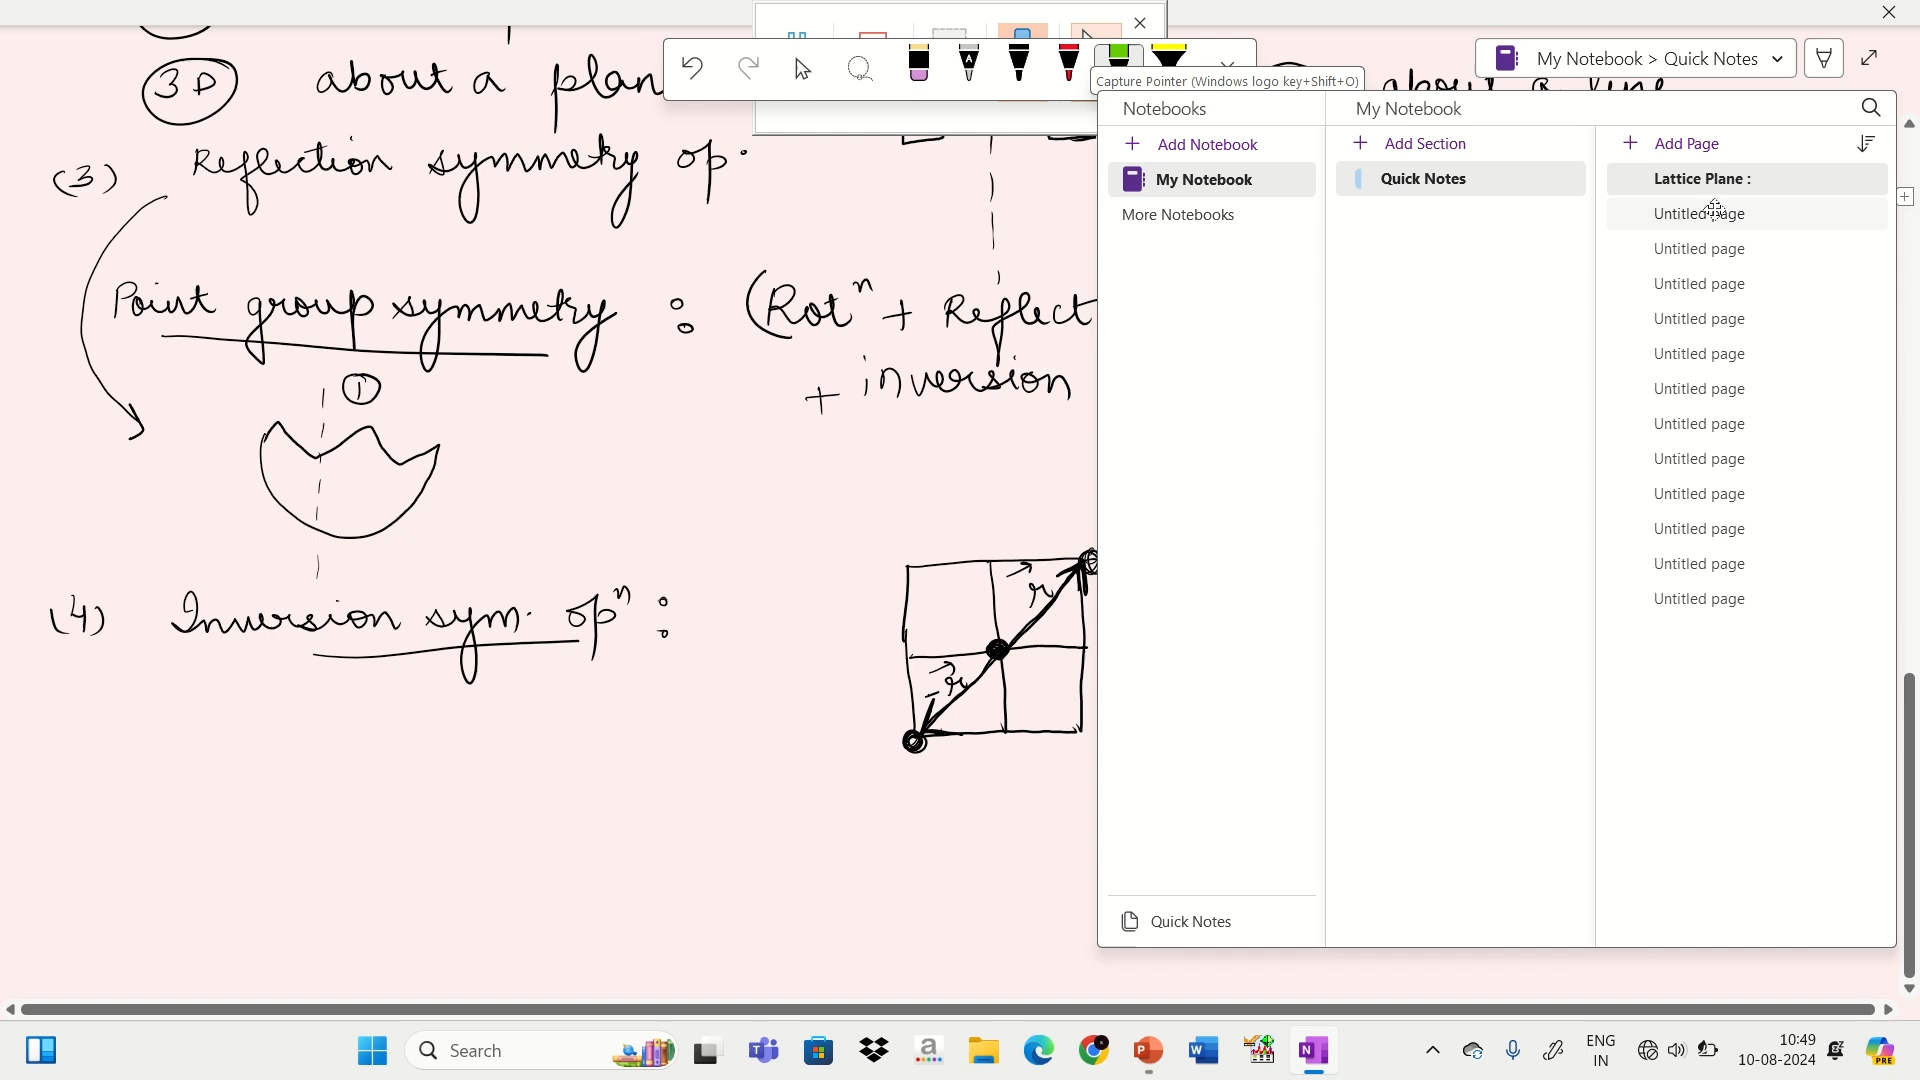 3D about a plan
about a line
(3) Reflection symmetry op.
Point group symmetry : (Rotⁿ + Reflect
+ inversion
①
(4) Inversion sym. opⁿ :
r
-r
A
Capture Pointer (Windows logo key+Shift+O)
My Notebook > Quick Notes
Notebooks
My Notebook
+ Add Notebook
+ Add Section
+ Add Page
My Notebook
Quick Notes
Lattice Plane :
More Notebooks
Untitled page
Untitled page
Untitled page
Untitled page
Untitled page
Untitled page
Untitled page
Untitled page
Untitled page
Untitled page
Untitled page
Untitled page
Quick Notes
Search
ENG
IN
10:49
10-08-2024
PRE